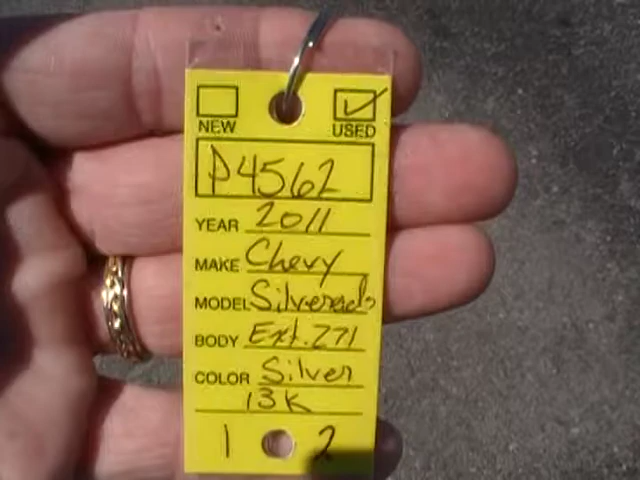 NEW USED
P4562
YEAR 2011
MAKE Chevy
MODEL Silverado
BODY Ext. Z71
COLOR Silver
13K
1 2